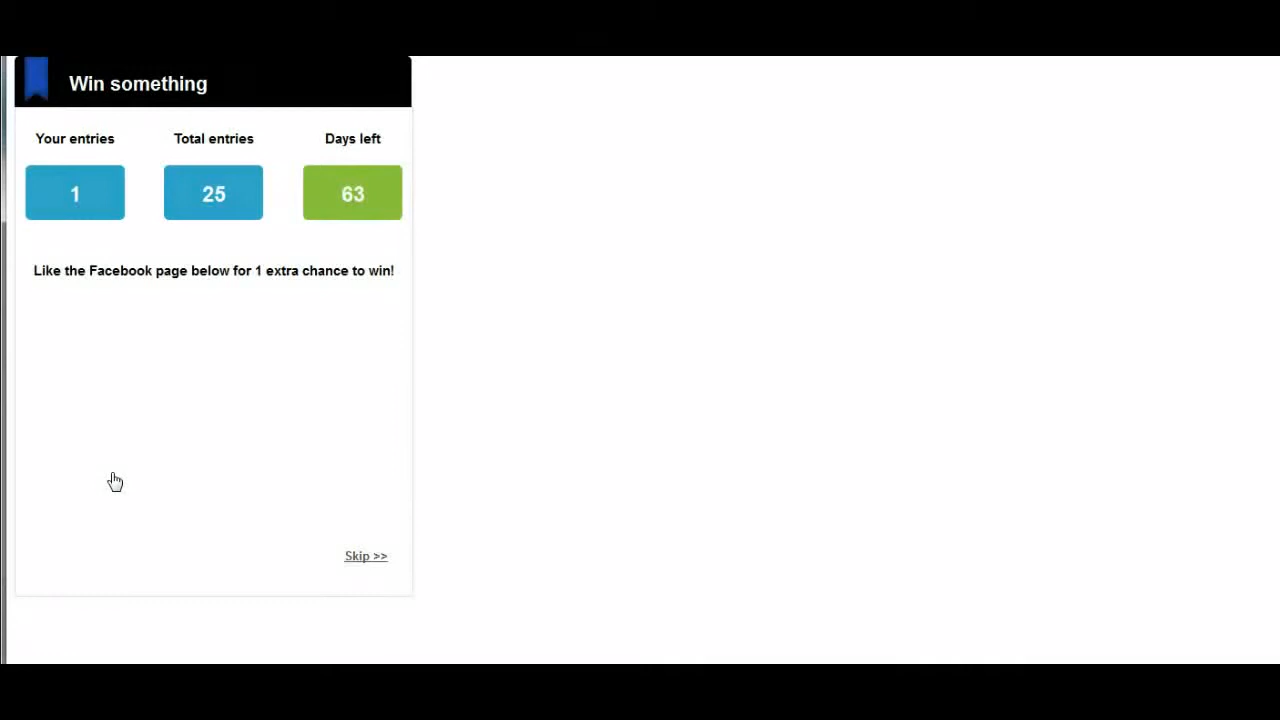 Win something
Your entries Total entries Days left
1 25 63
Like the Facebook page below for 1 extra chance to win!
Skip >>